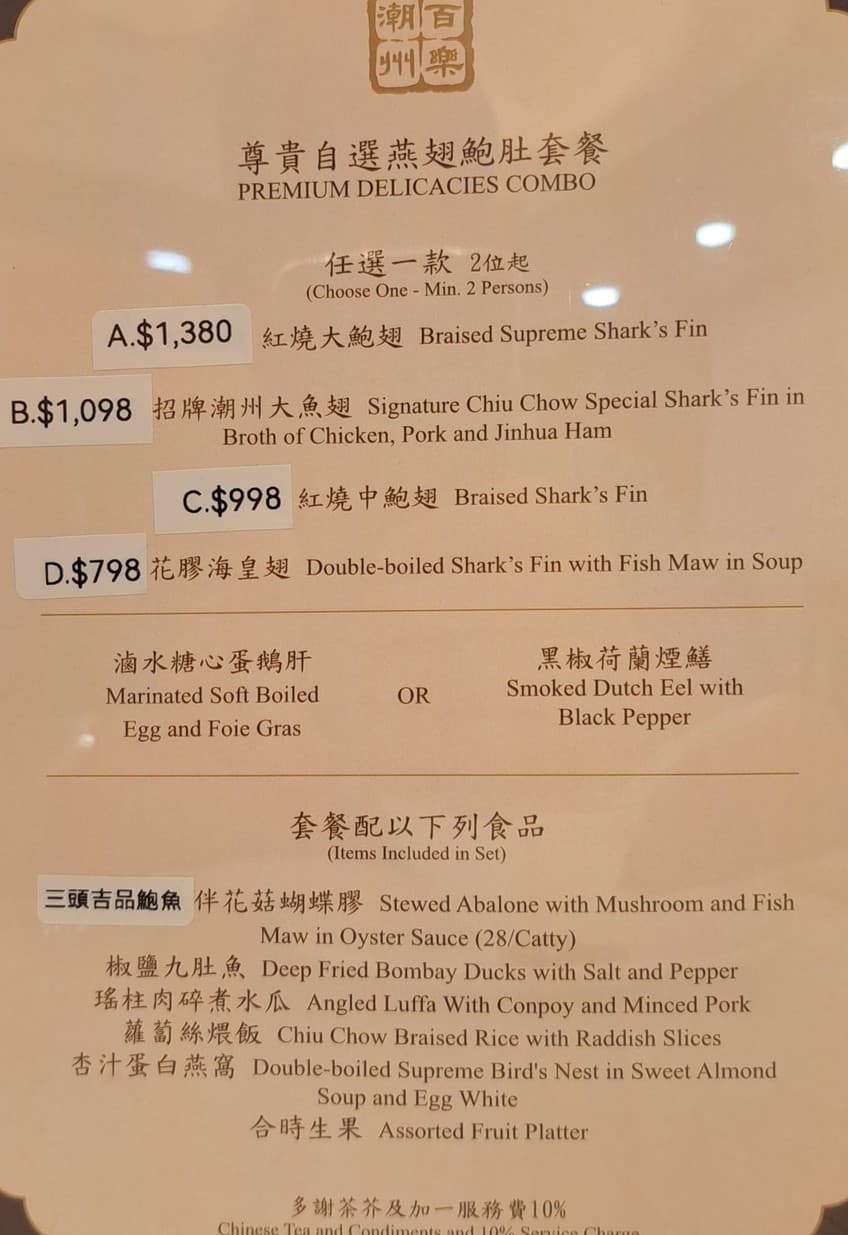 百樂
潮州
尊貴自選燕翅鮑肚套餐
PREMIUM DELICACIES COMBO
任選一款 2位起
(Choose One - Min. 2 Persons)
A.$1,380 紅燒大鮑翅 Braised Supreme Shark's Fin
B.$1,098 招牌潮州大魚翅 Signature Chiu Chow Special Shark's Fin in
Broth of Chicken, Pork and Jinhua Ham
C.$998 紅燒中鮑翅 Braised Shark's Fin
D.$798 花膠海皇翅 Double-boiled Shark's Fin with Fish Maw in Soup
滷水糖心蛋鵝肝
Marinated Soft Boiled
Egg and Foie Gras
OR
黑椒荷蘭煙鱔
Smoked Dutch Eel with
Black Pepper
套餐配以下列食品
(Items Included in Set)
三頭吉品鮑魚 伴花菇蝴蝶膠 Stewed Abalone with Mushroom and Fish
Maw in Oyster Sauce (28/Catty)
椒鹽九肚魚 Deep Fried Bombay Ducks with Salt and Pepper
瑤柱肉碎煮水瓜 Angled Luffa With Conpoy and Minced Pork
蘿蔔絲煨飯 Chiu Chow Braised Rice with Raddish Slices
杏汁蛋白燕窩 Double-boiled Supreme Bird's Nest in Sweet Almond
Soup and Egg White
合時生果 Assorted Fruit Platter
多謝茶芥及加一服務費10%
Chinese Tea and Condiments and 10% Service Charge